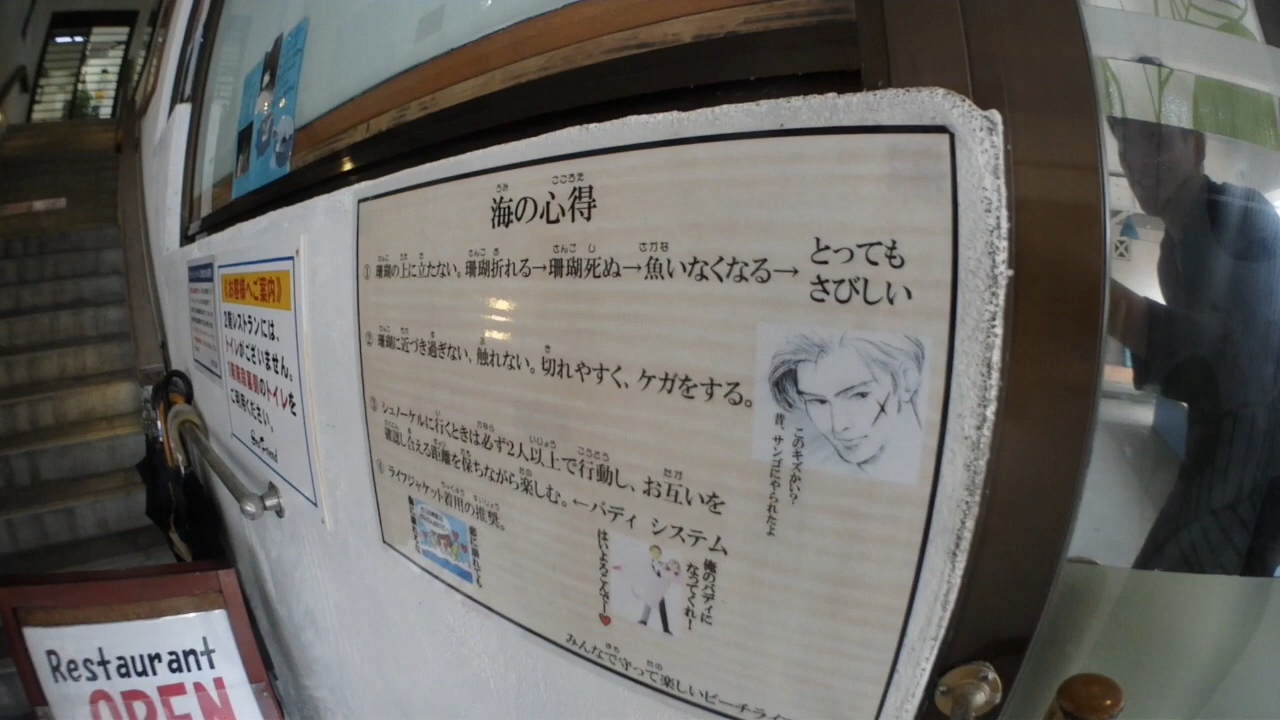 海の心得
①珊瑚の上に立たない。珊瑚折れる→珊瑚死ぬ→魚いなくなる→とっても
さびしい
②珊瑚に近づき過ぎない、触れない。切れやすく、ケガをする。
このキズかい?
昔、サンゴにやられたよ
③シュノーケルに行くときは必ず2人以上で行動し、お互いを
確認し合える距離を保ちながら楽しむ。←バディ システム
④ライフジャケット着用の推奨。
俺のバディに
なってくれ!
はいよろこんでー♥
みんなで守って楽しいビーチライ
《お客様へご案内》
2階レストランには、
トイレがございません。
のトイレを
ご利用ください。
Restaurant
OPEN